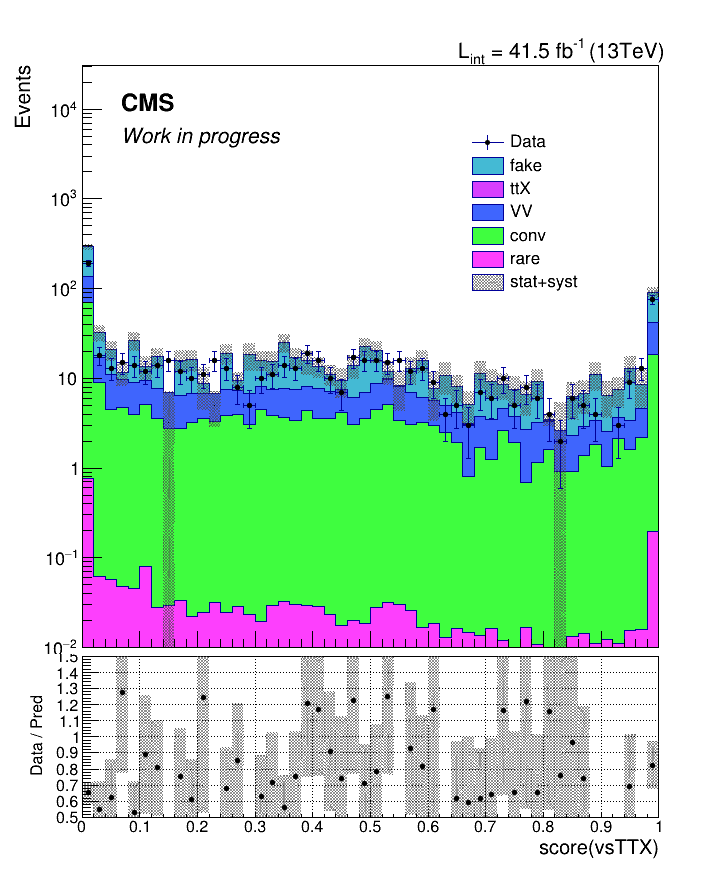 L_int = 41.5 fb^-1 (13TeV)
Events
CMS
Work in progress
Data
fake
ttX
VV
conv
rare
stat+syst
10^4
10^3
10^2
10
1
10^−1
10^−2
Data / Pred
1.5
1.4
1.3
1.2
1.1
1
0.9
0.8
0.7
0.6
0.5
0 0.1 0.2 0.3 0.4 0.5 0.6 0.7 0.8 0.9 1
score(vsTTX)